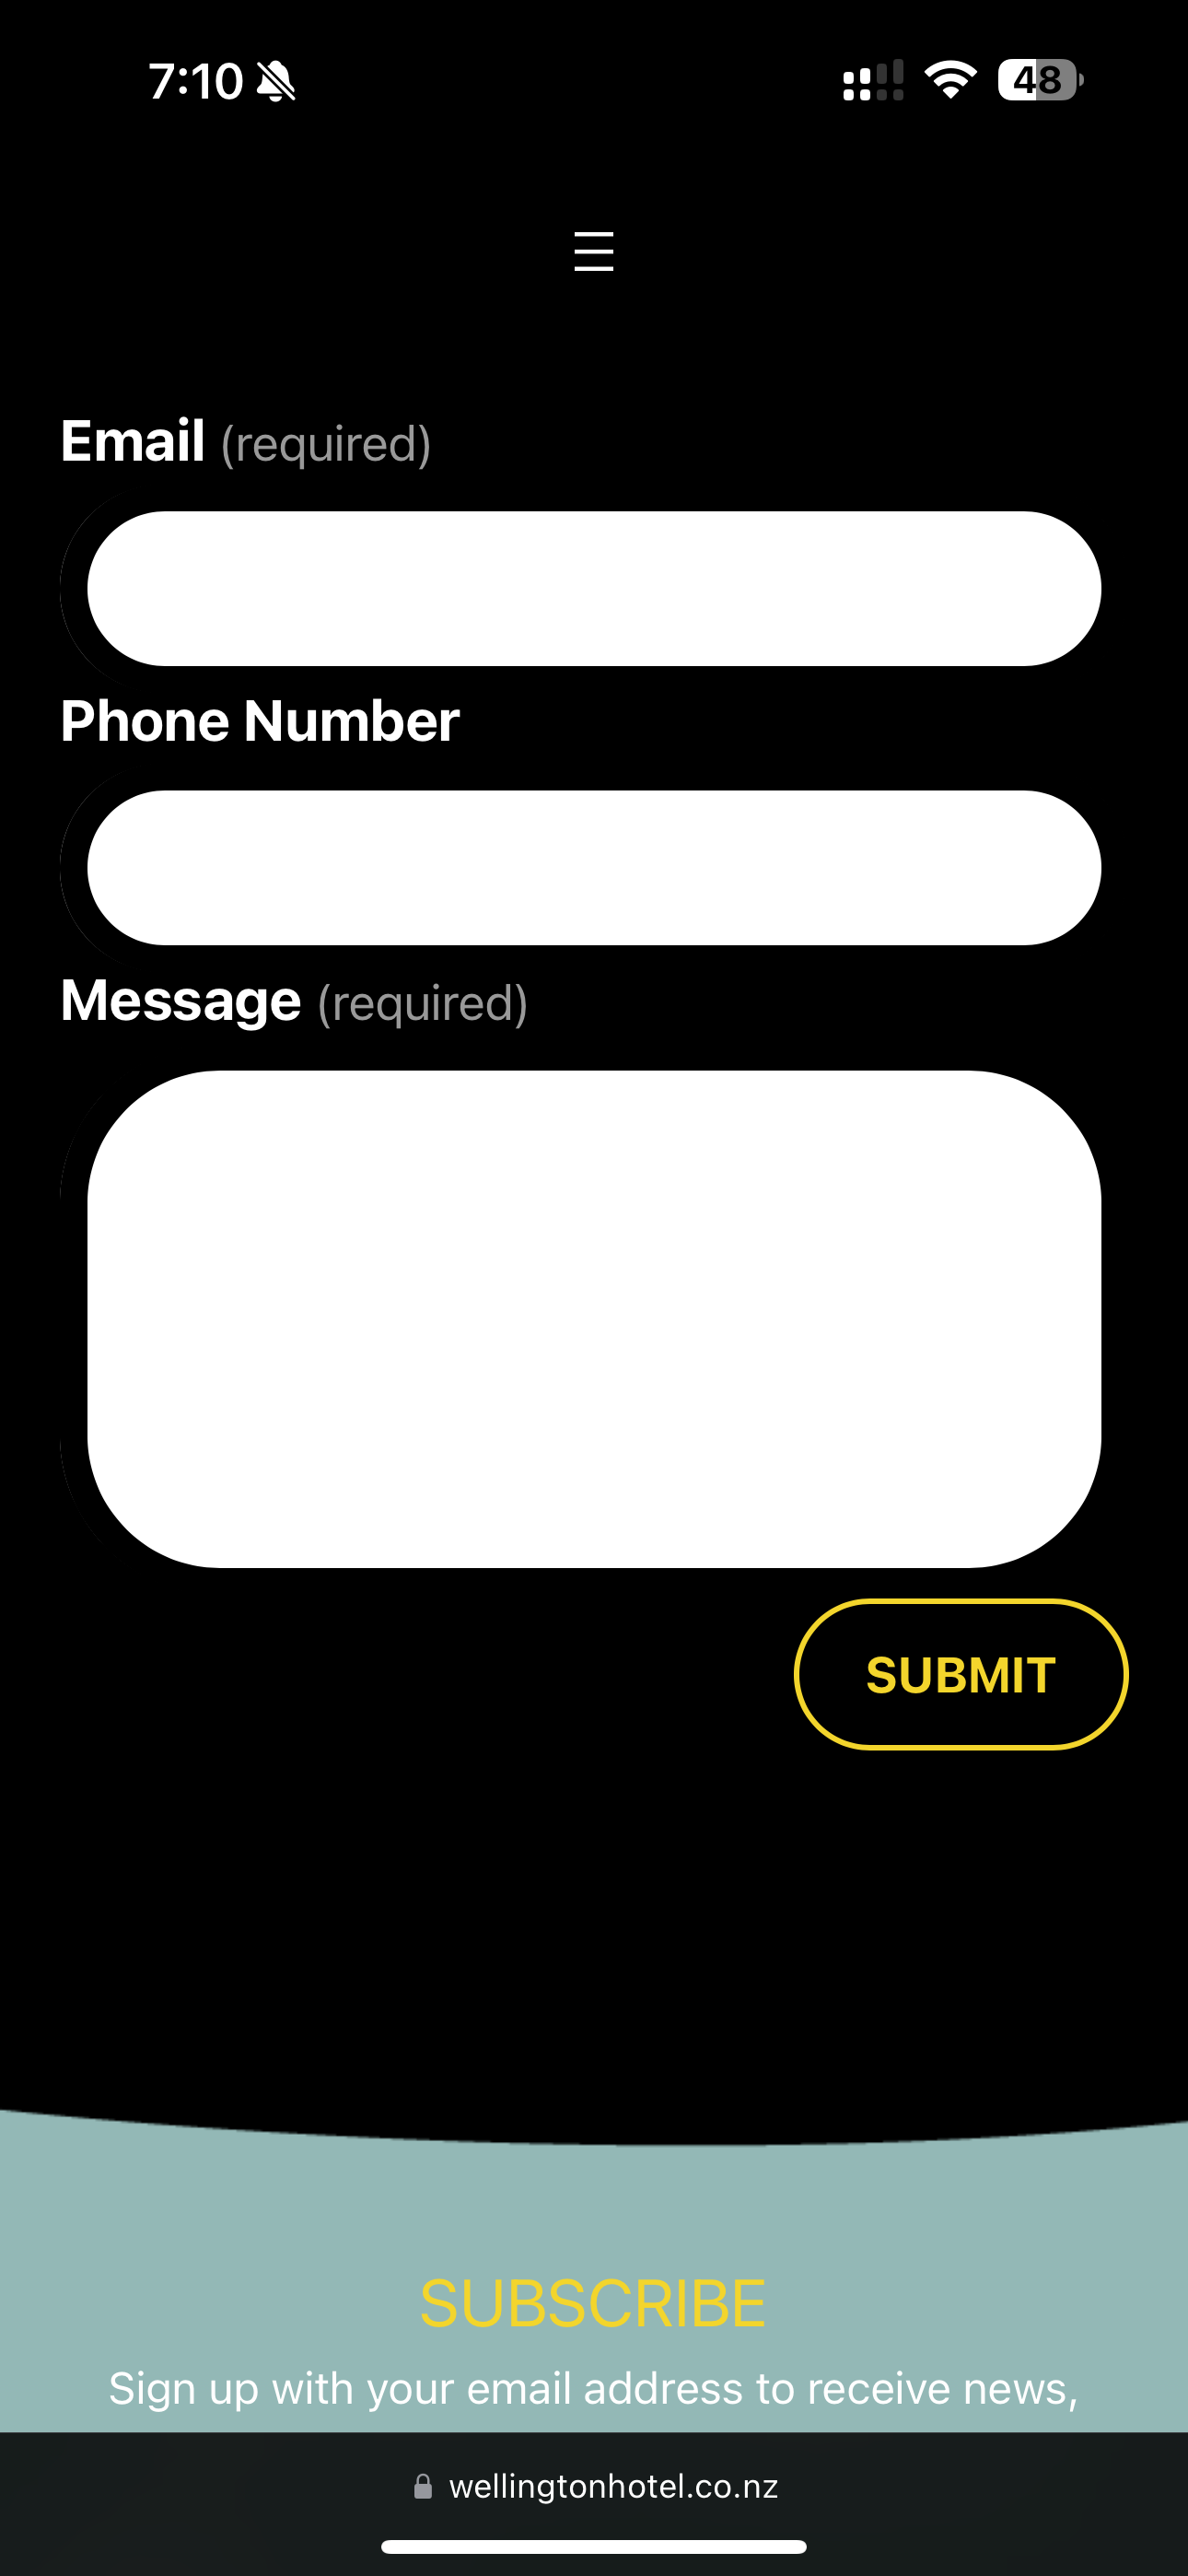 7:10
48
Email (required)
Phone Number
Message (required)
SUBMIT
SUBSCRIBE
Sign up with your email address to receive news,
wellingtonhotel.co.nz